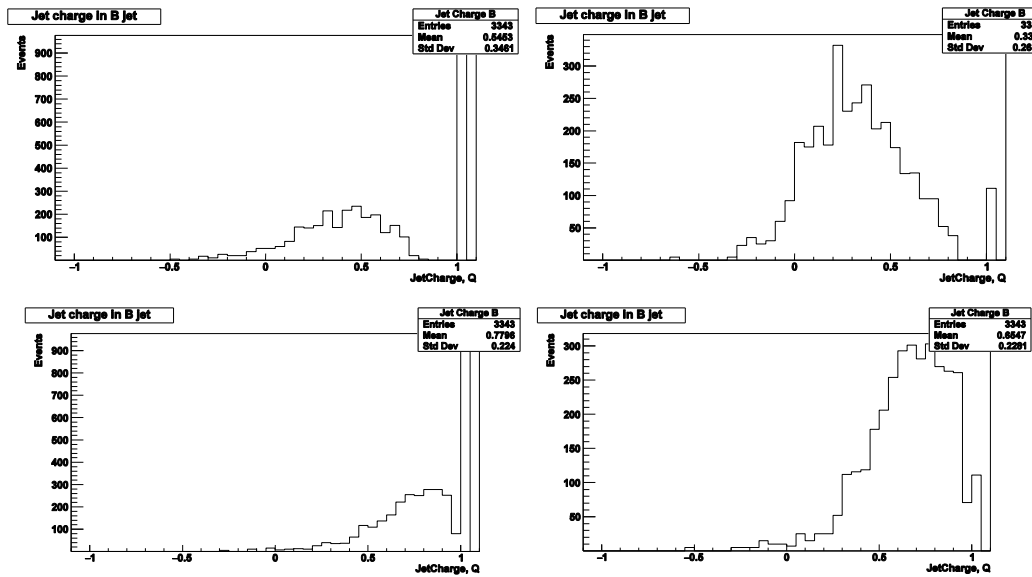 Jet charge in B jet
Jet Charge B
Entries 3343
Mean 0.5453
Std Dev 0.3461
Events
900
800
700
600
500
400
300
200
100
−1
−0.5
0
0.5
1
JetCharge, Q
Jet charge in B jet
Jet Charge B
Entries
Mean
Std Dev
Events
300
250
200
150
100
50
−1
−0.5
0
0.5
1
JetCharge, Q
Jet charge in B jet
Jet Charge B
Entries 3343
Mean 0.7796
Std Dev 0.224
Events
900
800
700
600
500
400
300
200
100
−1
−0.5
0
0.5
1
JetCharge, Q
Jet charge in B jet
Jet Charge B
Entries 3343
Mean 0.6547
Std Dev 0.2281
Events
300
250
200
150
100
50
−1
−0.5
0
0.5
1
JetCharge, Q